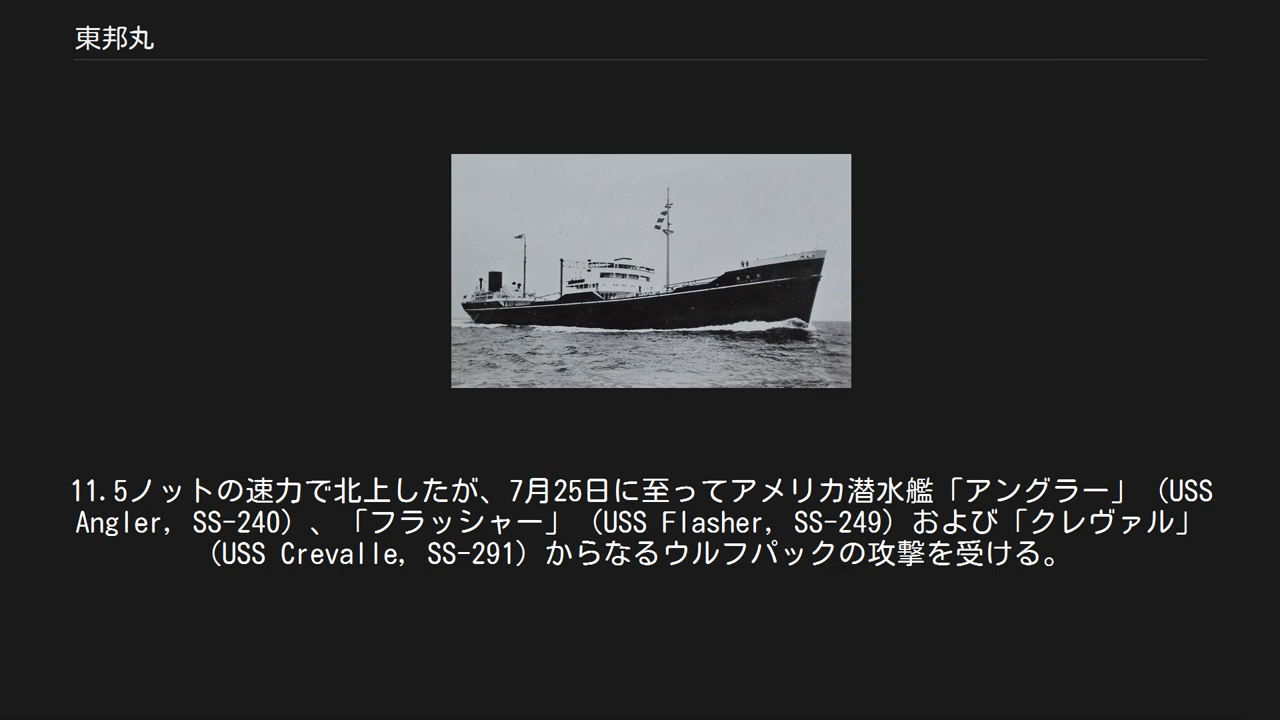 東邦丸
11.5ノットの速力で北上したが、7月25日に至ってアメリカ潜水艦「アングラー」（USS
Angler, SS-240）、「フラッシャー」（USS Flasher, SS-249）および「クレヴァル」
（USS Crevalle, SS-291）からなるウルフパックの攻撃を受ける。